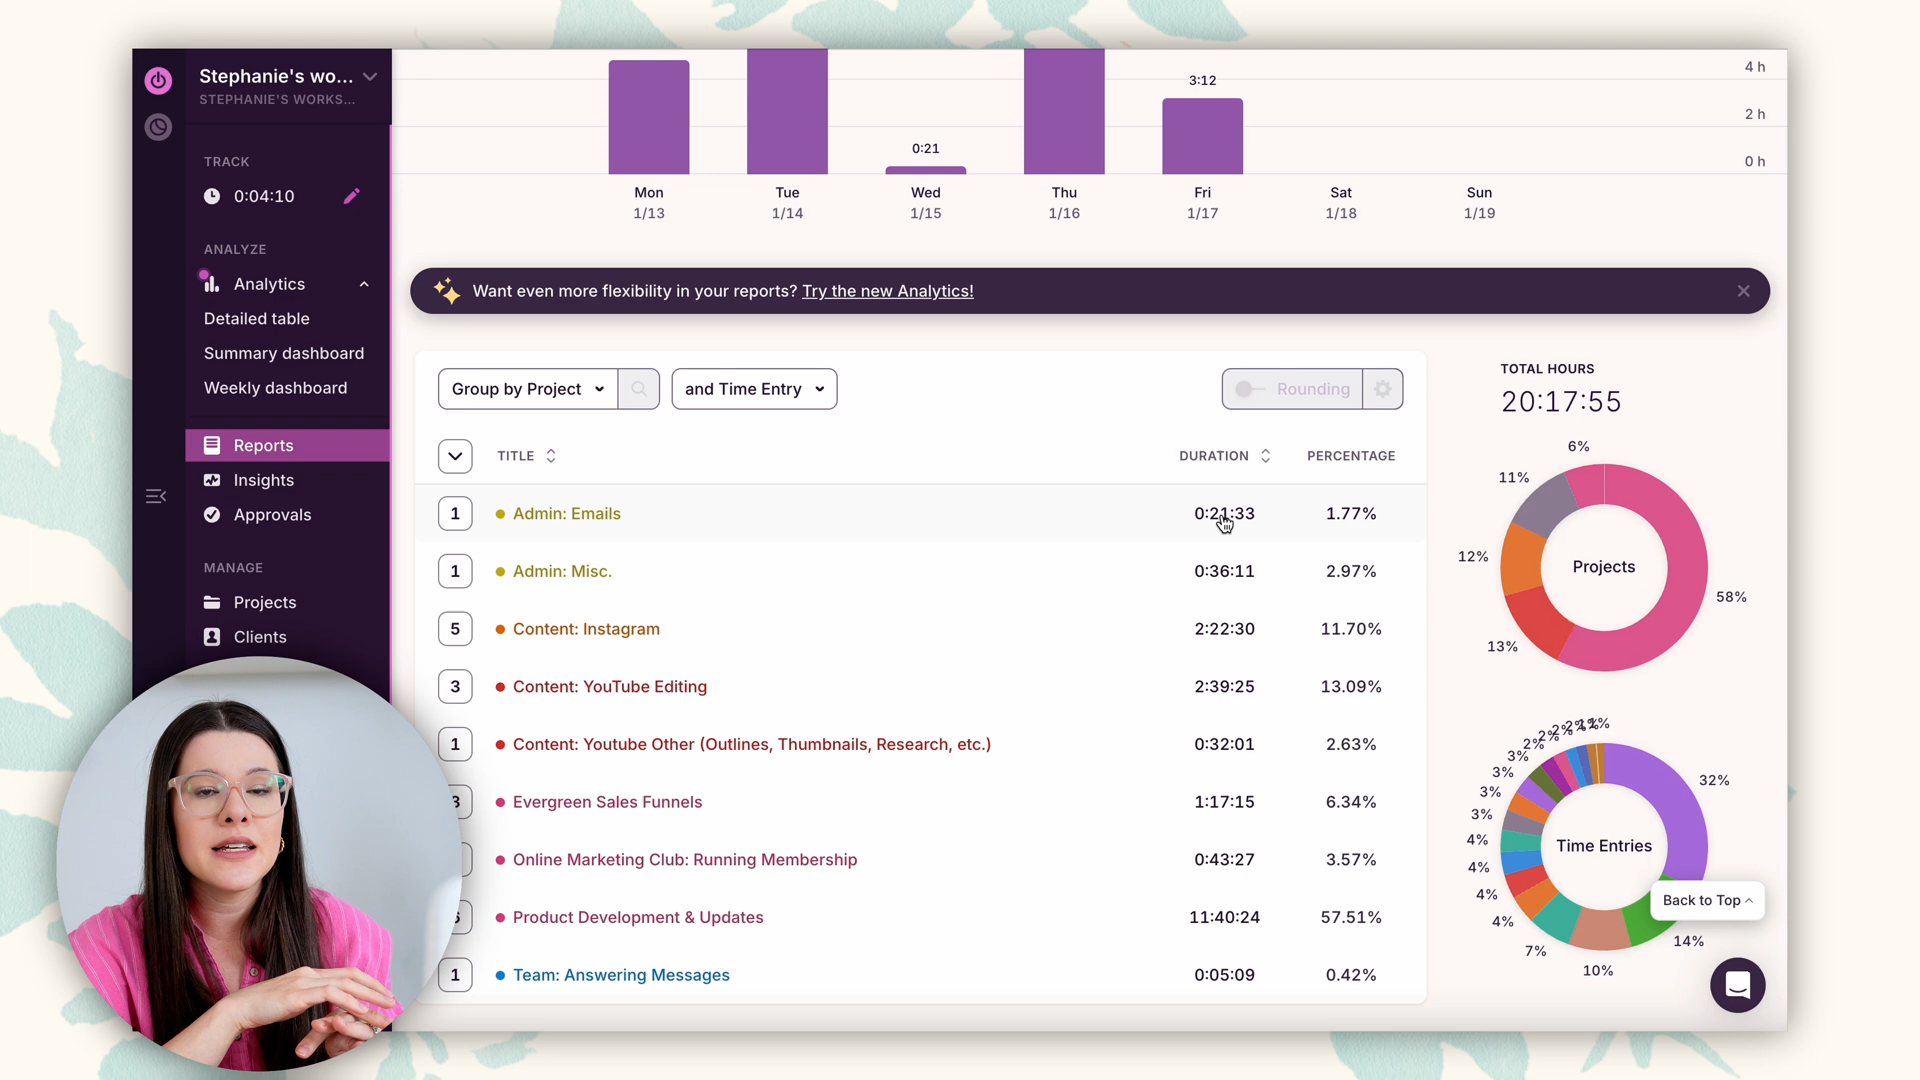 Stephanie's wo...
STEPHANIE'S WORKS...
TRACK
0:04:10
ANALYZE
Analytics
Detailed table
Summary dashboard
Weekly dashboard
Reports
Insights
Approvals
MANAGE
Projects
Clients
4 h
2 h
0 h
3:12
0:21
Mon
1/13
Tue
1/14
Wed
1/15
Thu
1/16
Fri
1/17
Sat
1/18
Sun
1/19
Want even more flexibility in your reports? Try the new Analytics!
Group by Project
and Time Entry
Rounding
TITLE DURATION PERCENTAGE
1 Admin: Emails 0:21:33 1.77%
1 Admin: Misc. 0:36:11 2.97%
5 Content: Instagram 2:22:30 11.70%
3 Content: YouTube Editing 2:39:25 13.09%
1 Content: Youtube Other (Outlines, Thumbnails, Research, etc.) 0:32:01 2.63%
Evergreen Sales Funnels 1:17:15 6.34%
Online Marketing Club: Running Membership 0:43:27 3.57%
Product Development & Updates 11:40:24 57.51%
1 Team: Answering Messages 0:05:09 0.42%
TOTAL HOURS
20:17:55
6%
11%
12%
13%
58%
Projects
1%
2%
2%
2%
3%
3%
3%
3%
4%
4%
4%
4%
7%
10%
14%
32%
Time Entries
Back to Top